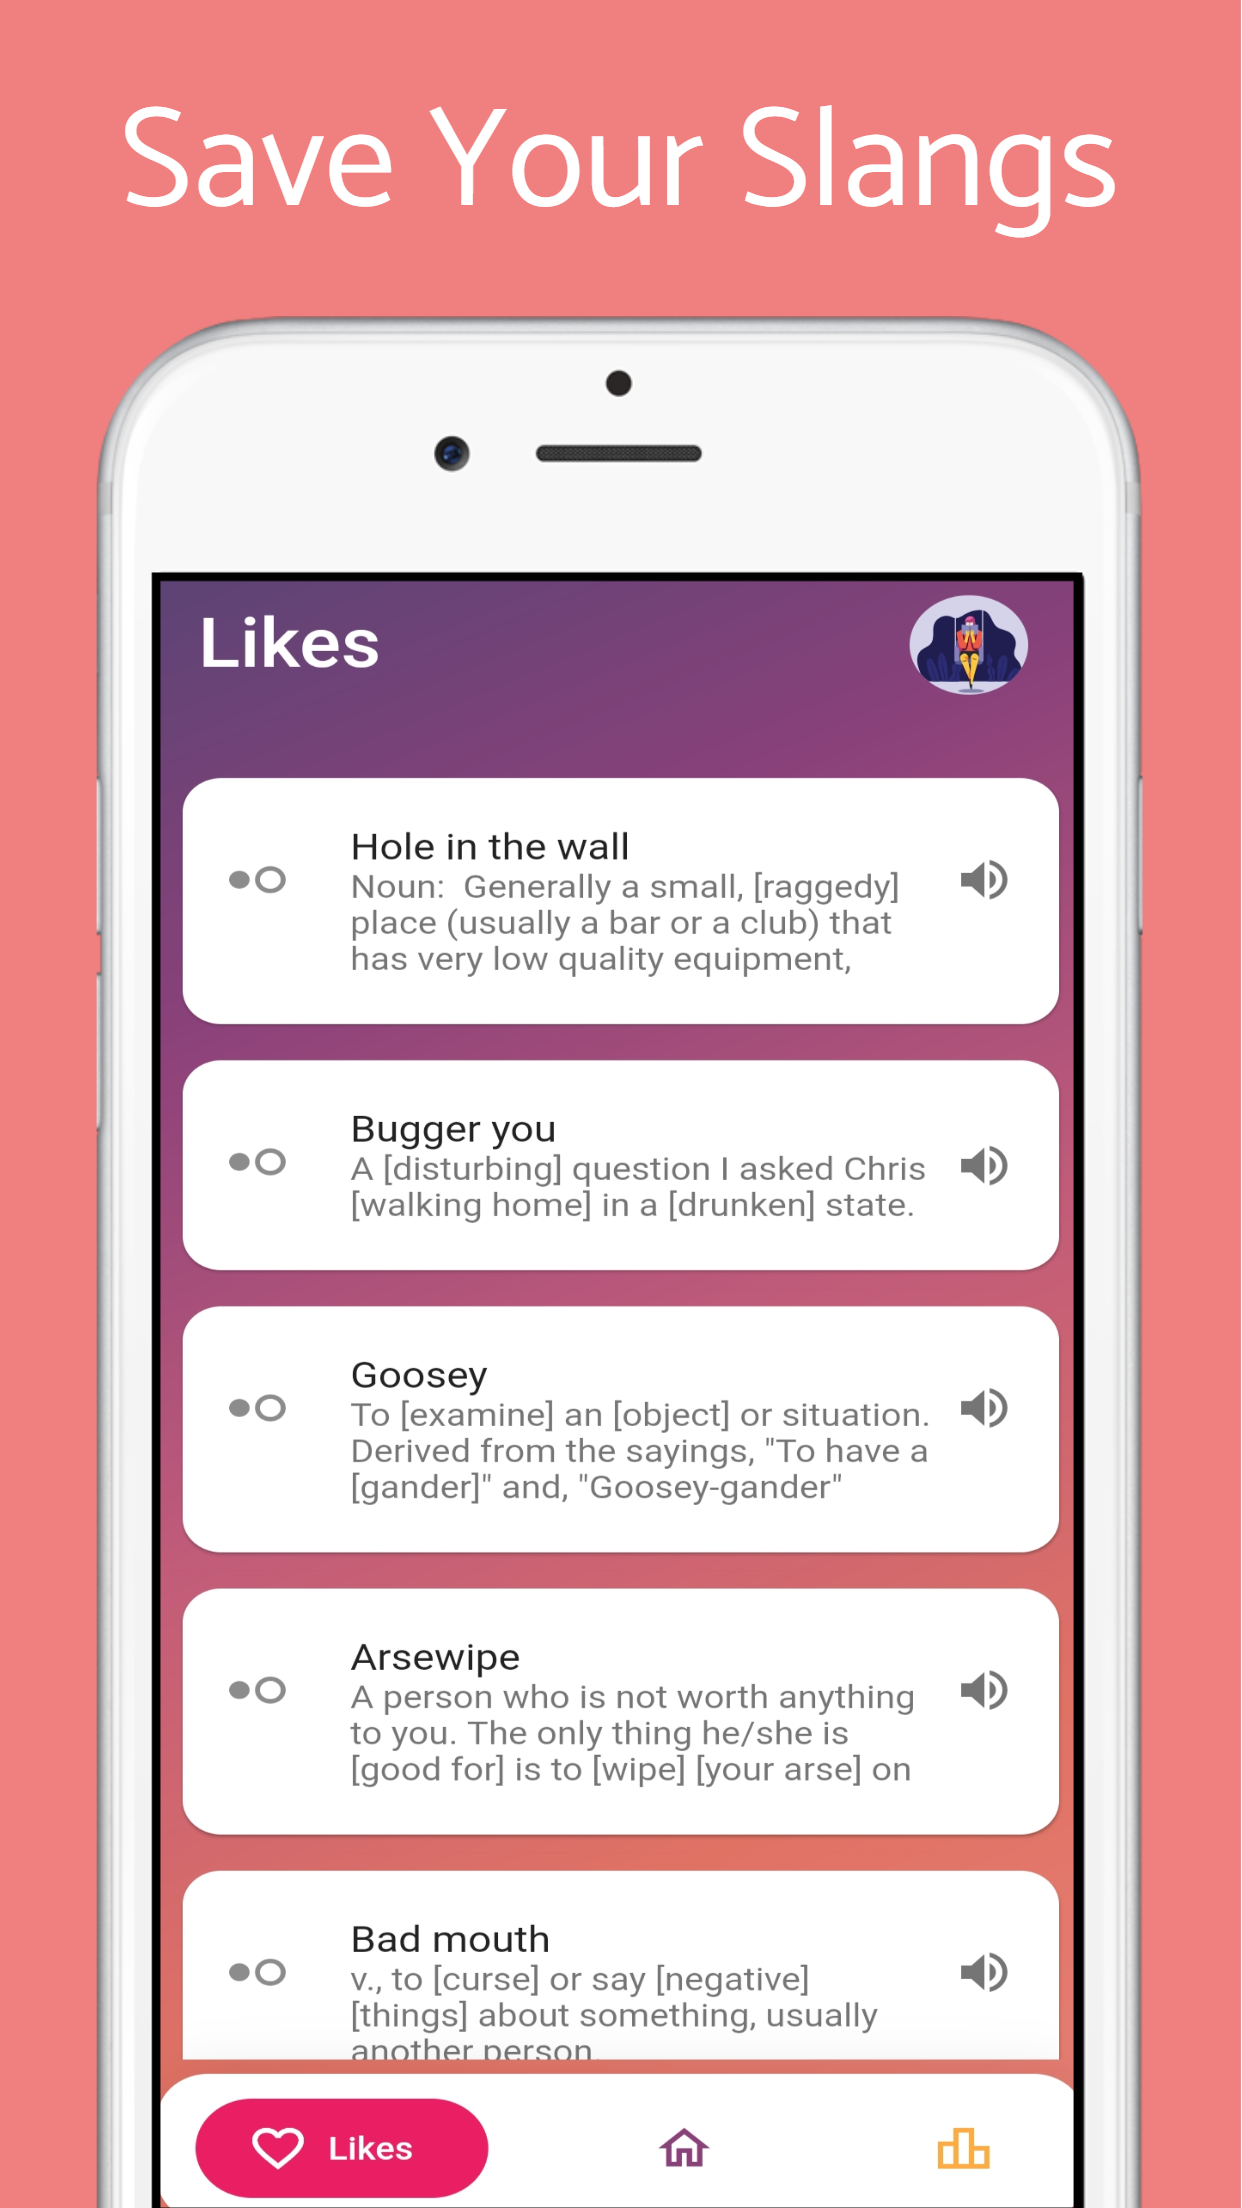 Save Your Slangs
Likes
Hole in the wall
Noun:  Generally a small, [raggedy]
place (usually a bar or a club) that
has very low quality equipment,
Bugger you
A [disturbing] question I asked Chris
[walking home] in a [drunken] state.
Goosey
To [examine] an [object] or situation.
Derived from the sayings, "To have a
[gander]" and, "Goosey-gander"
Arsewipe
A person who is not worth anything
to you. The only thing he/she is
[good for] is to [wipe] [your arse] on
Bad mouth
v., to [curse] or say [negative]
[things] about something, usually
another person.
Likes